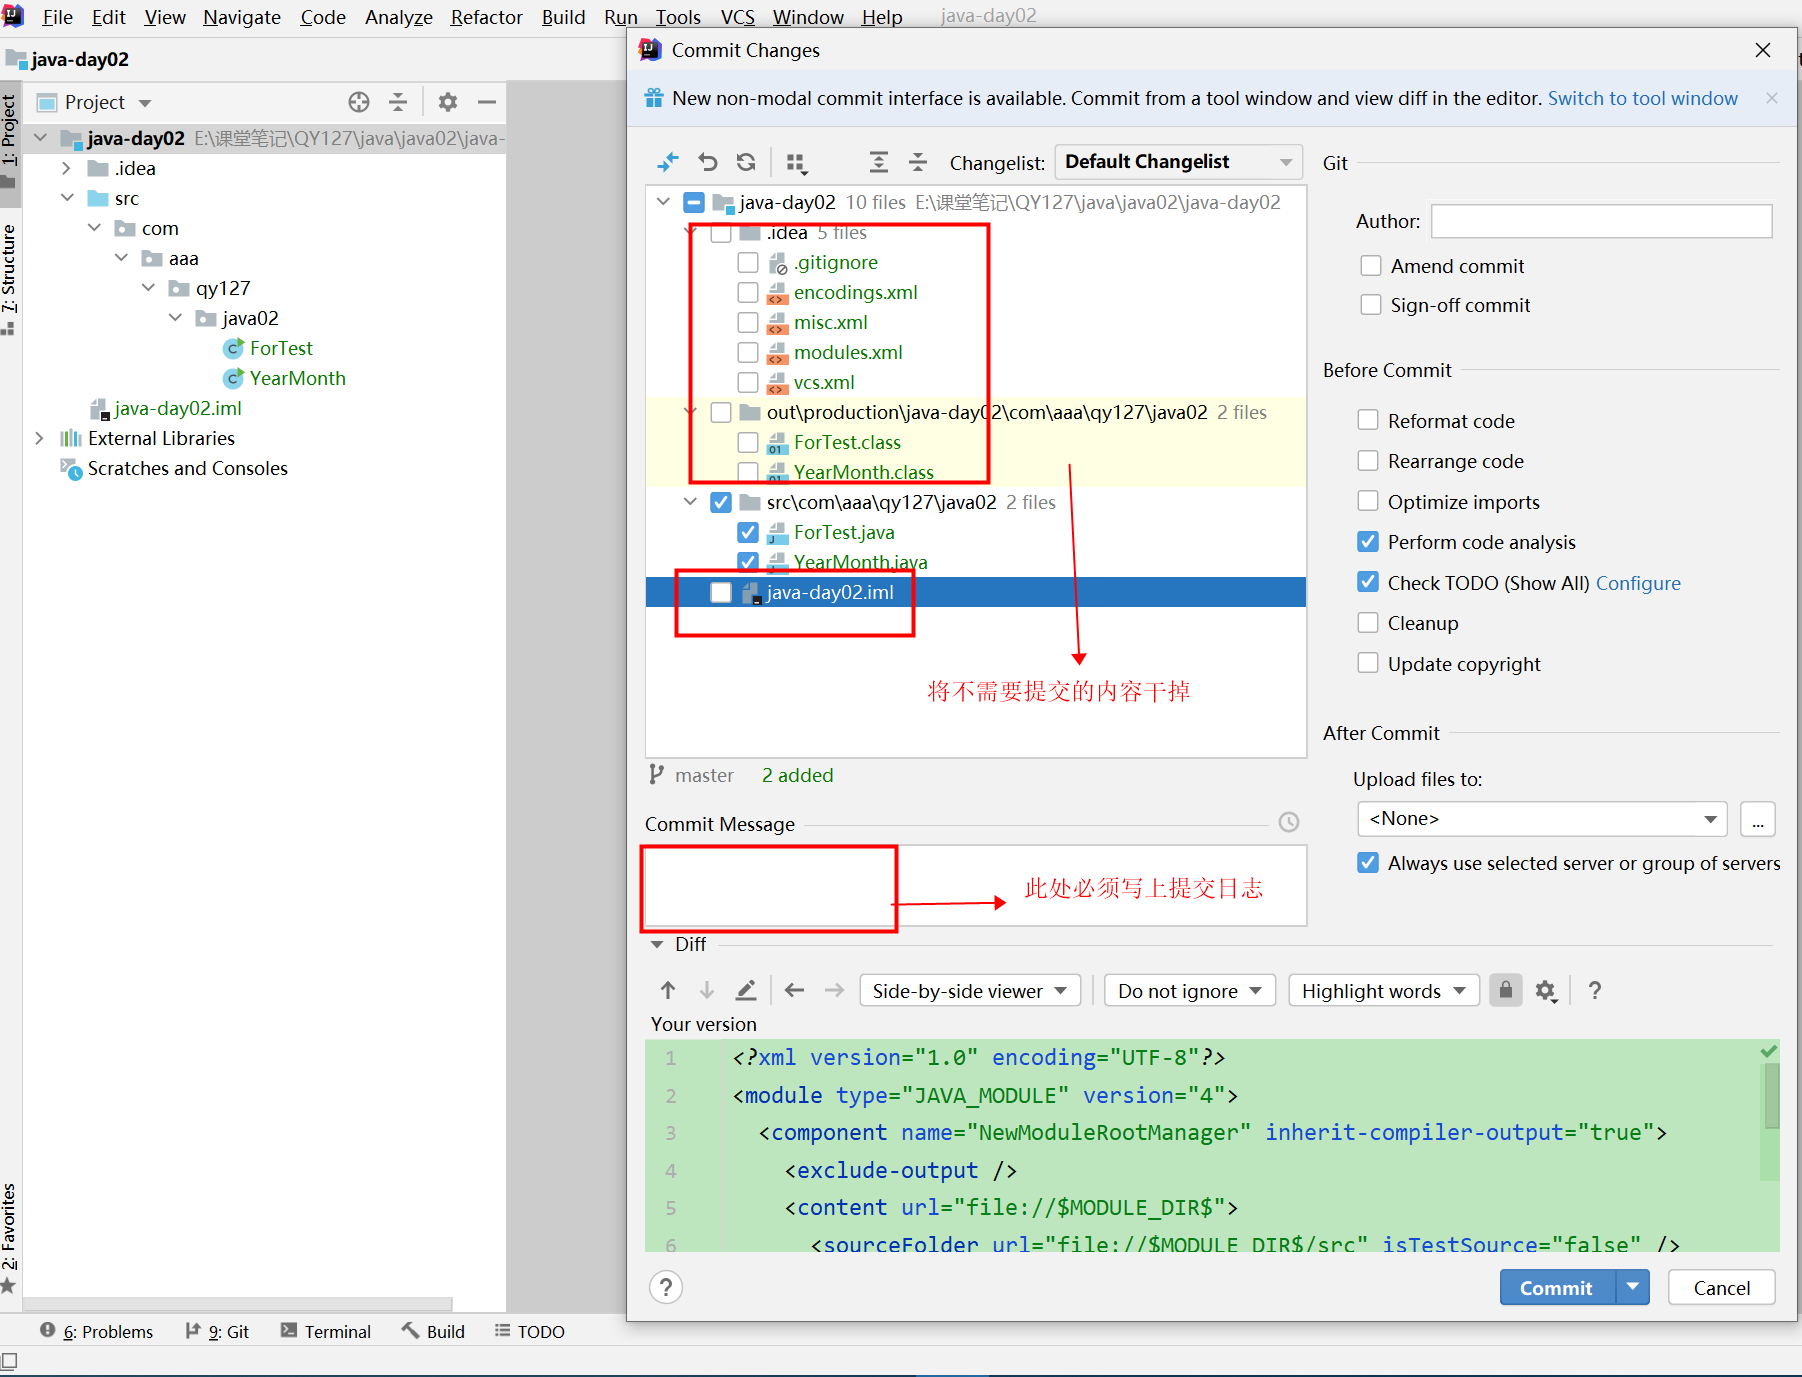 File Edit View Navigate Code Analyze Refactor Build Run Tools VCS Window Help java-day02
java-day02
Project
1: Project
7: Structure
2: Favorites
java-day02 E:\课堂笔记\QY127\java\java02\java-
.idea
src
com
aaa
qy127
java02
ForTest
YearMonth
java-day02.iml
External Libraries
Scratches and Consoles
Commit Changes
New non-modal commit interface is available. Commit from a tool window and view diff in the editor. Switch to tool window
Changelist: Default Changelist
java-day02 10 files E:\课堂笔记\QY127\java\java02\java-day02
.idea 5 files
.gitignore
encodings.xml
misc.xml
modules.xml
vcs.xml
out\production\java-day02\com\aaa\qy127\java02 2 files
ForTest.class
YearMonth.class
src\com\aaa\qy127\java02 2 files
ForTest.java
YearMonth.java
java-day02.iml
将不需要提交的内容干掉
master 2 added
Commit Message
此处必须写上提交日志
Git
Author:
Amend commit
Sign-off commit
Before Commit
Reformat code
Rearrange code
Optimize imports
Perform code analysis
Check TODO (Show All) Configure
Cleanup
Update copyright
After Commit
Upload files to:
<None>
...
Always use selected server or group of servers
Diff
Side-by-side viewer Do not ignore Highlight words ?
Your version
1 <?xml version="1.0" encoding="UTF-8"?>
2 <module type="JAVA_MODULE" version="4">
3 <component name="NewModuleRootManager" inherit-compiler-output="true">
4 <exclude-output />
5 <content url="file://$MODULE_DIR$">
6 <sourceFolder url="file://$MODULE_DIR$/src" isTestSource="false" />
? Commit Cancel
6: Problems 9: Git Terminal Build TODO